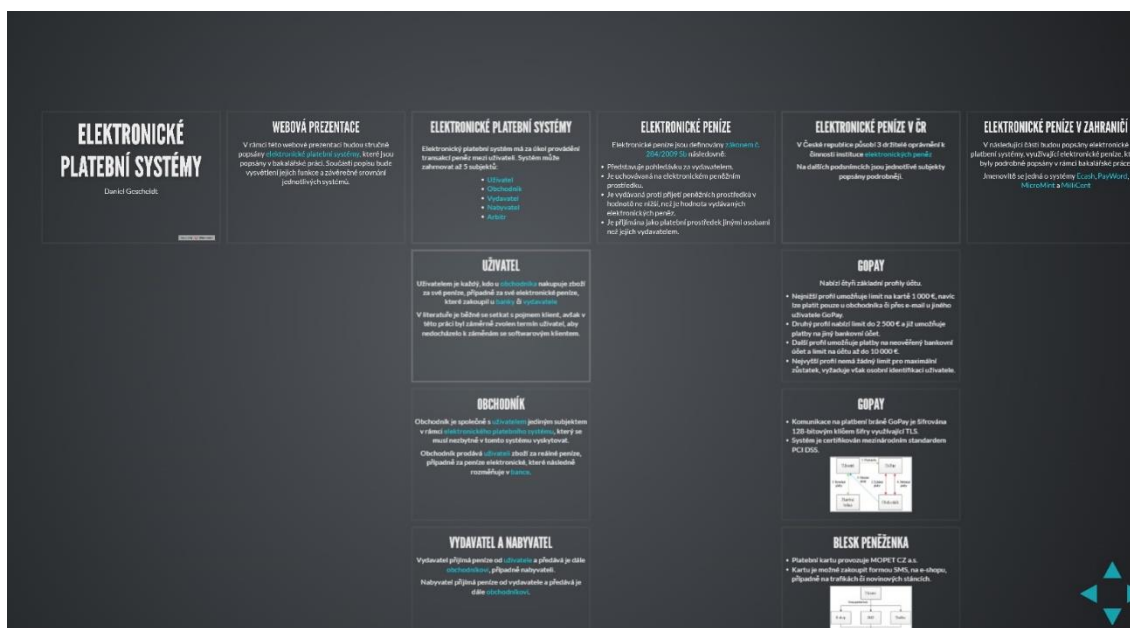 ELEKTRONICKÉ
PLATEBNÍ SYSTÉMY
Daniel Gescheidt
WEBOVÁ PREZENTACE
V rámci této webové prezentaci budou stručně
popsány elektronické platební systémy, které jsou
popsány v bakalářské práci. Součástí popisu bude
vysvětlení jejich funkce a závěrečné srovnání
jednotlivých systémů.
ELEKTRONICKÉ PLATEBNÍ SYSTÉMY
Elektronický platební systém má za úkol provádění
transakcí peněz mezi uživateli. Systém může
zahrnovat až 5 subjektů:
• Uživatel
• Obchodník
• Vydavatel
• Nabyvatel
• Arbitr
ELEKTRONICKÉ PENÍZE
Elektronické peníze jsou definovány zákonem č.
284/2009 Sb následovně:
• Představuje pohledávku za vydavatelem.
• Je uchovávaná na elektronickém peněžním
prostředku.
• Je vydávaná proti přijetí peněžních prostředků v
hodnotě ne nižší, než je hodnota vydávaných
elektronických peněz.
• Je přijímána jako platební prostředek jinými osobami
než jejich vydavatelem.
ELEKTRONICKÉ PENÍZE V ČR
V České republice působí 3 držitelé oprávnění k
činnosti instituce elektronických peněz
Na dalších podsnímcích jsou jednotlivé subjekty
popsány podrobněji.
ELEKTRONICKÉ PENÍZE V ZAHRANIČÍ
V následující části budou popsány elektronické
platební systémy, využívající elektronické peníze,
byly podrobně popsány v rámci bakalářské práce
Jmenovitě se jedná o systémy Ecash, PayWord,
MicroMint a MilliCent
UŽIVATEL
Uživatelem je každý, kdo u obchodníka nakupuje zboží
za své peníze, případně za své elektronické peníze,
které zakoupil u banky či vydavatele
V literatuře je běžné se setkat s pojmem klient, avšak v
této práci byl záměrně zvolen termín uživatel, aby
nedocházelo k záměnám se softwarovým klientem.
GOPAY
Nabízí čtyři základní profily účtu.
• Nejnižší profil umožňuje limit na kartě 1 000 €, navíc
lze platit pouze u obchodníka či přes e-mail u jiného
uživatele GoPay.
• Druhý profil nabízí limit do 2 500 € a již umožňuje
platby na jiný bankovní účet.
• Další profil umožňuje platby na neověřený bankovní
účet a limit na účtu až do 10 000 €.
• Nejvyšší profil nemá žádný limit pro maximální
zůstatek, vyžaduje však osobní identifikaci uživatele.
OBCHODNÍK
Obchodník je společně s uživatelem jediným subjektem
v rámci elektronického platebního systému, který se
musí nezbytně v tomto systému vyskytovat.
Obchodník prodává uživateli zboží za reálné peníze,
případně za peníze elektronické, které následně
rozměňuje v bance.
GOPAY
• Komunikace na platební bráně GoPay je šifrována
128-bitovým klíčem šifry využívající TLS.
• Systém je certifikován mezinárodním standardem
PCI DSS.
VYDAVATEL A NABYVATEL
Vydavatel přijímá peníze od uživatele a předává je dále
obchodníkovi, případně nabyvateli.
Nabyvatel přijímá peníze od vydavatele a předává je
dále obchodníkovi.
BLESK PENĚŽENKA
• Platební kartu provozuje MOPET CZ a.s.
• Kartu je možné zakoupit formou SMS, na e-shopu,
případně na trafikách či novinových stáncích.